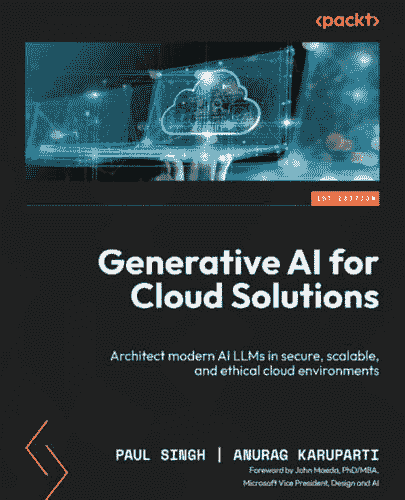 <packt>
1ST EDITION
Generative AI for
Cloud Solutions
Architect modern AI LLMs in secure, scalable,
and ethical cloud environments
PAUL SINGH | ANURAG KARUPARTI
Foreword by John Maeda, PhD/MBA,
Microsoft Vice President, Design and AI